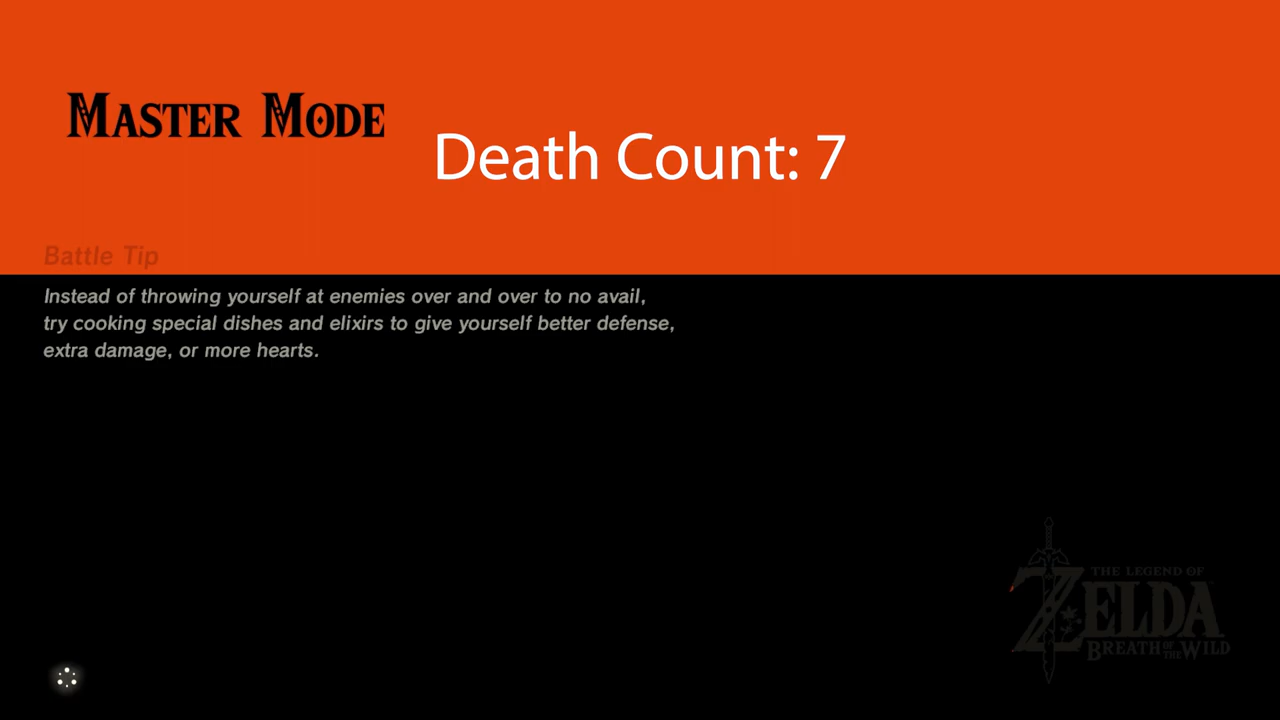 Master Mode
Death Count: 7
Battle Tip
Instead of throwing yourself at enemies over and over to no avail,
try cooking special dishes and elixirs to give yourself better defense,
extra damage, or more hearts.
THE LEGEND OF
ZELDA
BREATH OF THE WILD